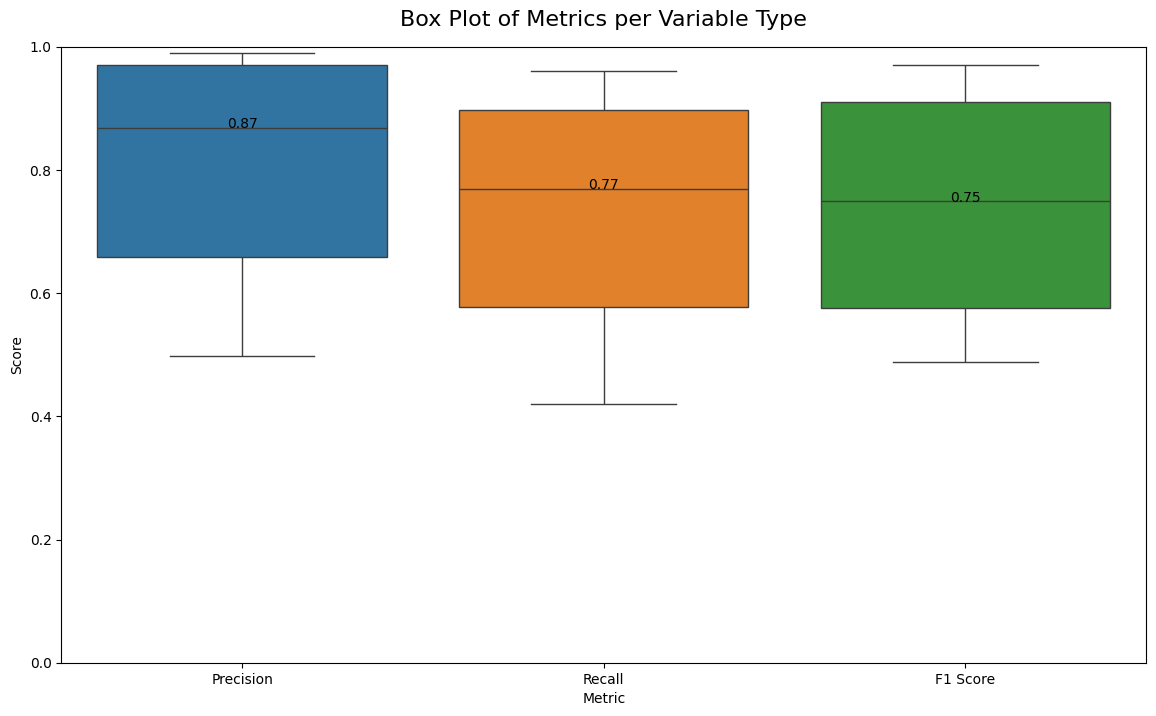 Box Plot of Metrics per Variable Type
1.0
0.8
0.6
0.4
0.2
0.0
Score
0.87
0.77
0.75
Precision
Recall
F1 Score
Metric